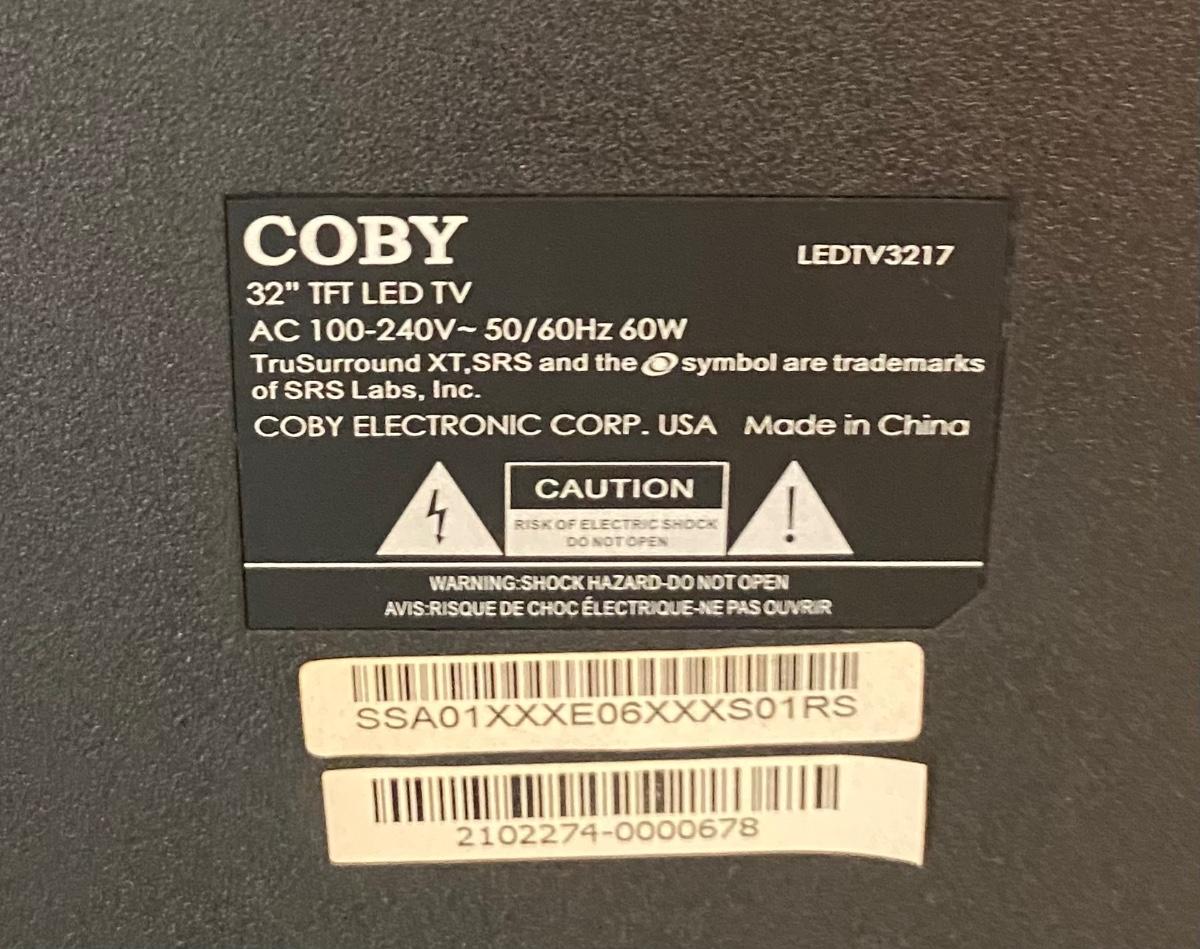 COBY
LEDTV3217
32" TFT LED TV
AC 100-240V~ 50/60Hz 60W
TruSurround XT,SRS and the symbol are trademarks
of SRS Labs, Inc.
COBY ELECTRONIC CORP. USA Made in China
CAUTION
RISK OF ELECTRIC SHOCK
DO NOT OPEN
WARNING:SHOCK HAZARD-DO NOT OPEN
AVIS:RISQUE DE CHOC ÉLECTRIQUE-NE PAS OUVRIR
SSA01XXXE06XXXS01RS
2102274-0000678